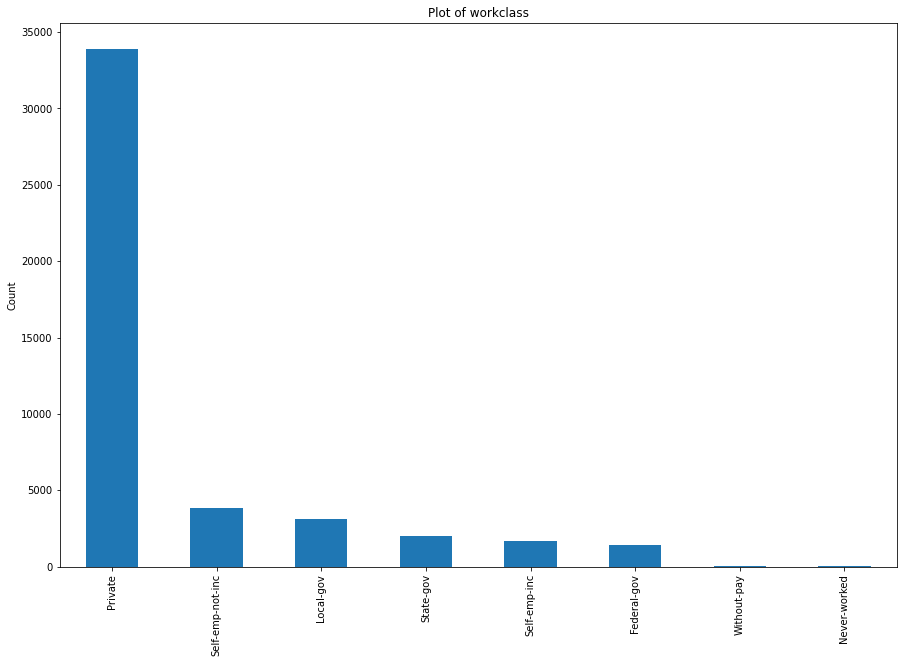 Plot of workclass
35000
30000
25000
20000
15000
10000
5000
0
Count
Private
Self-emp-not-inc
Local-gov
State-gov
Self-emp-inc
Federal-gov
Without-pay
Never-worked